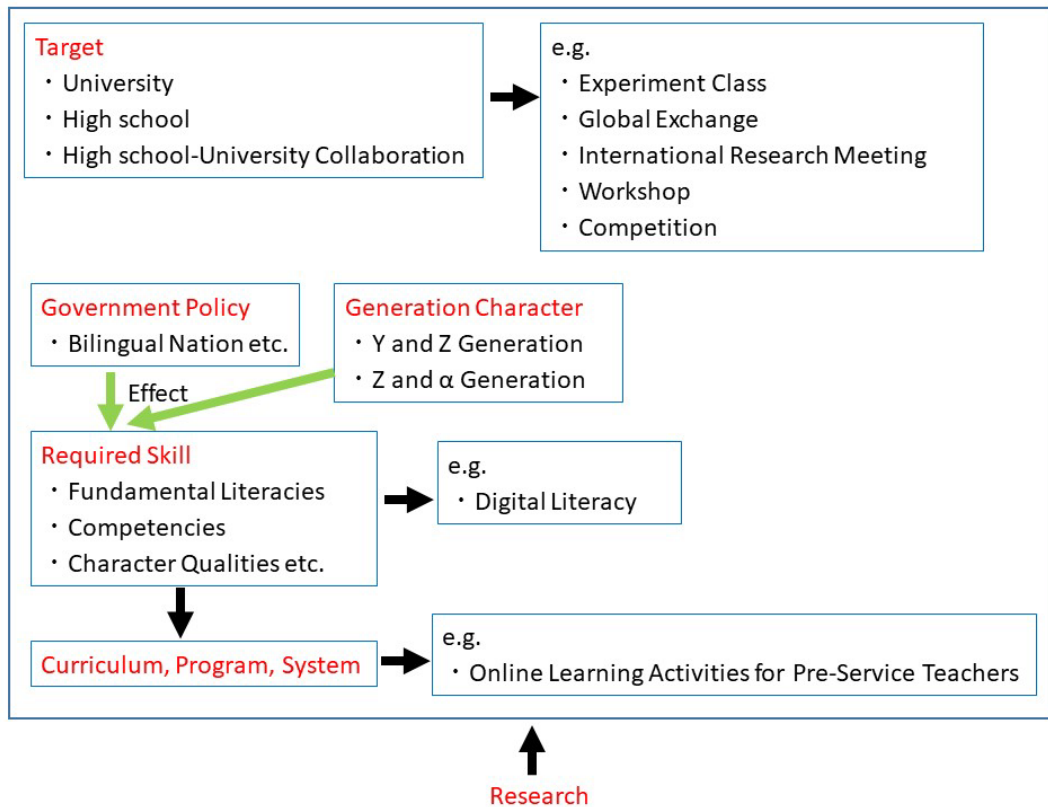 Target
・University
・High school
・High school-University Collaboration
e.g.
・Experiment Class
・Global Exchange
・International Research Meeting
・Workshop
・Competition
Government Policy
・Bilingual Nation etc.
Generation Character
・Y and Z Generation
・Z and α Generation
Effect
Required Skill
・Fundamental Literacies
・Competencies
・Character Qualities etc.
e.g.
・Digital Literacy
Curriculum, Program, System
e.g.
・Online Learning Activities for Pre-Service Teachers
Research